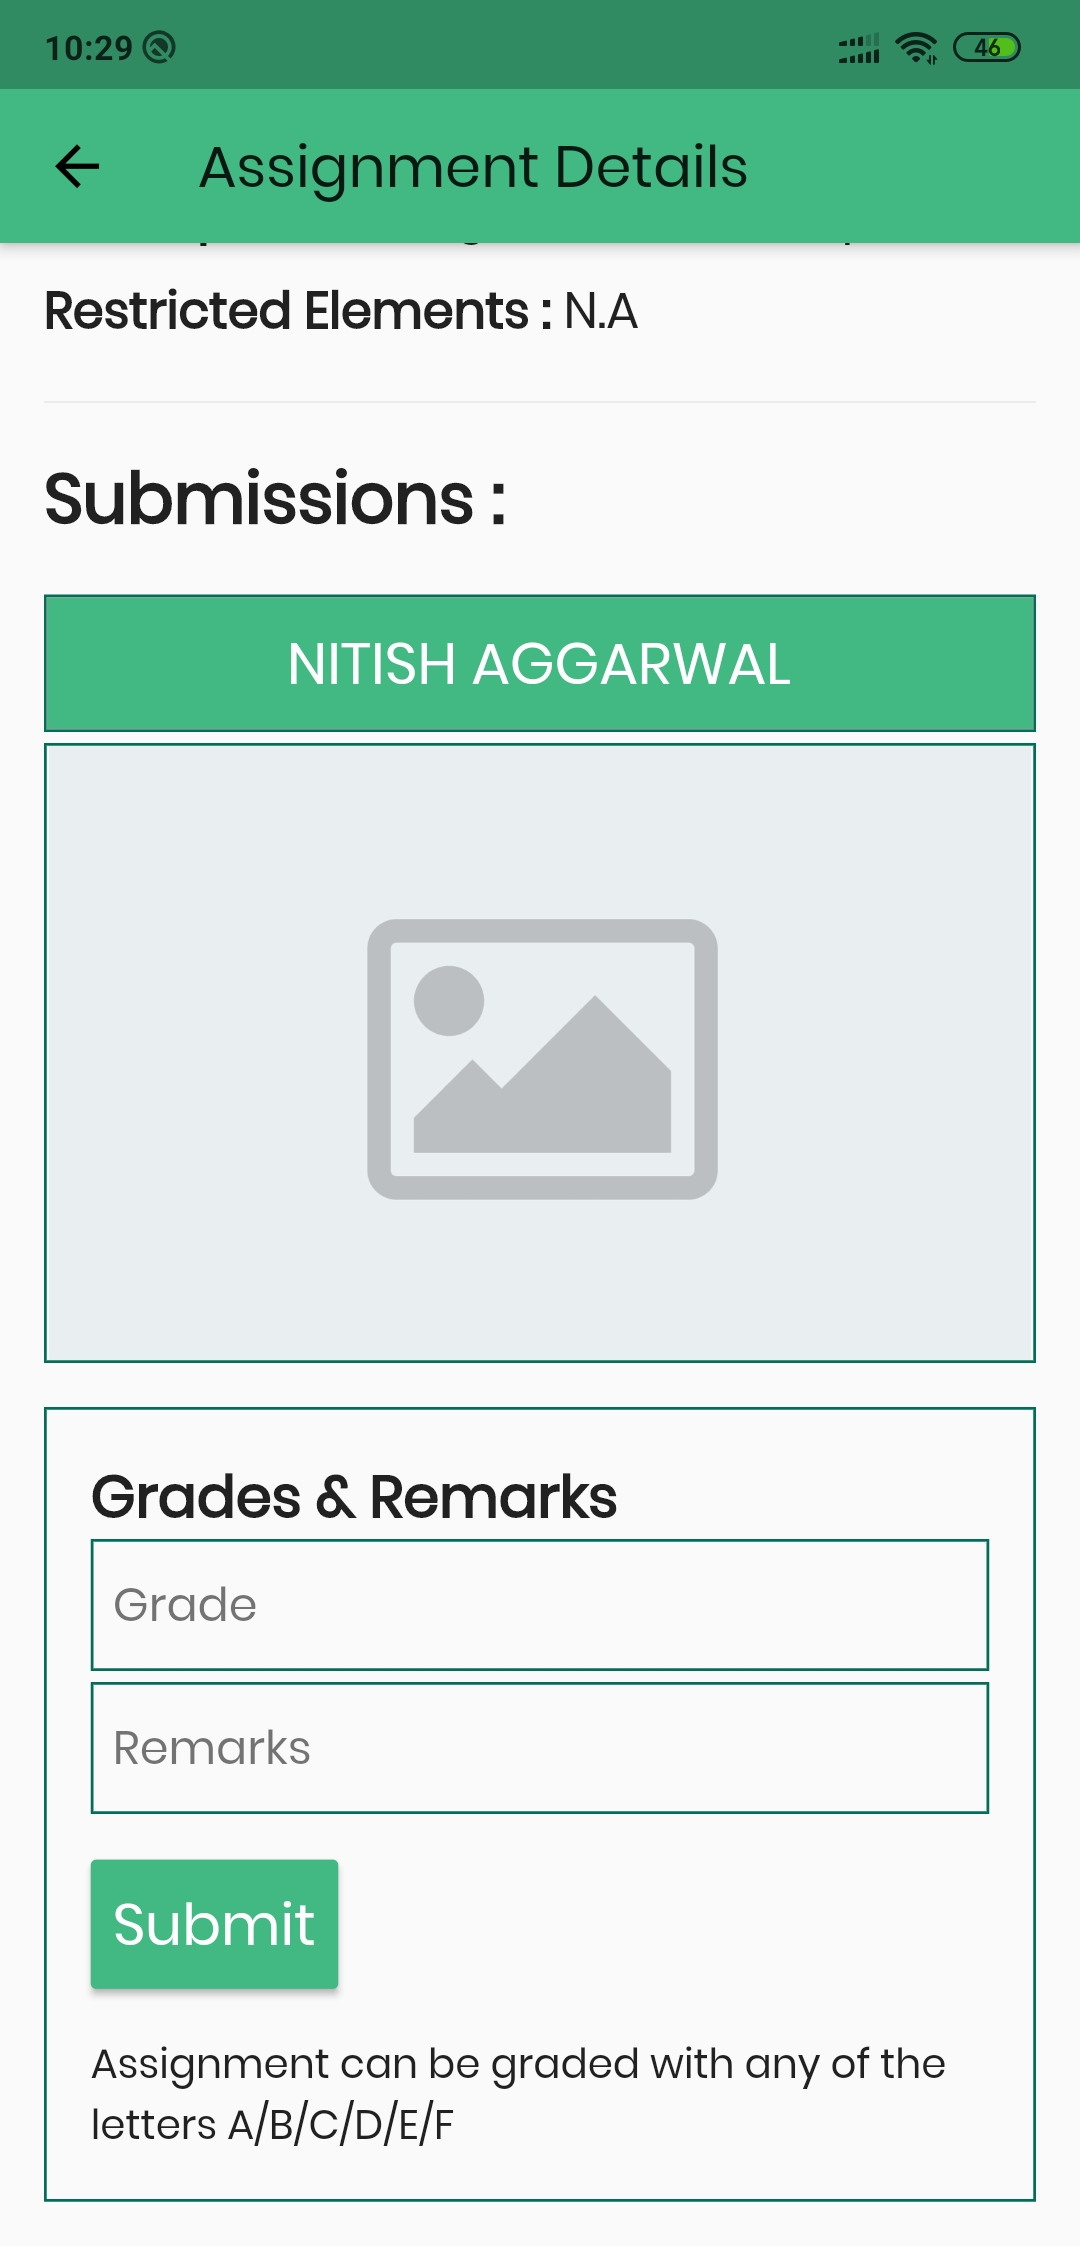 10:29
46
Assignment Details
Restricted Elements : N.A
Submissions :
NITISH AGGARWAL
Grades & Remarks
Grade
Remarks
Submit
Assignment can be graded with any of the
letters A/B/C/D/E/F